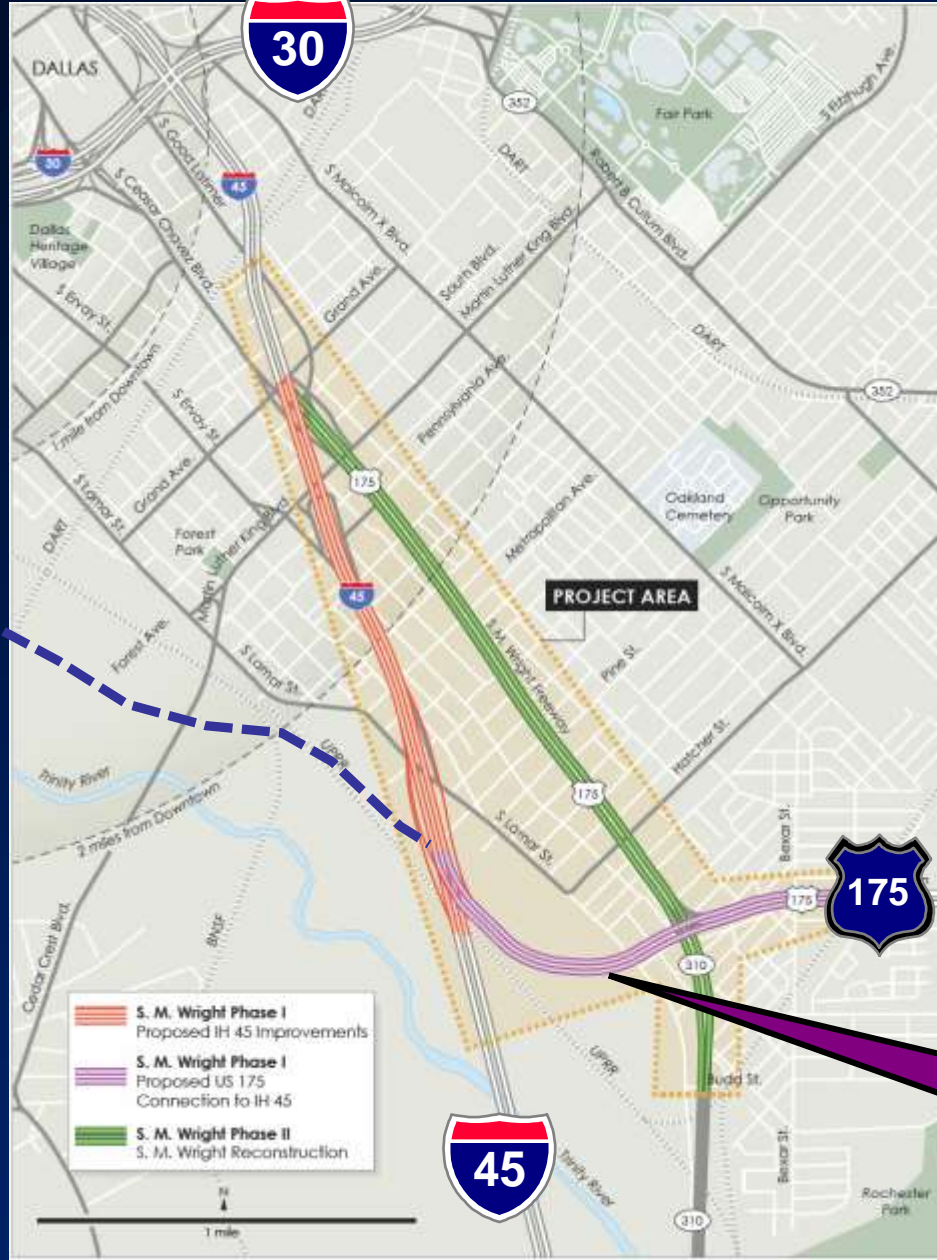 30
DALLAS
352
Fair Park
S Fitzhugh Ave.
DART
30
S Good Latimer
45
S Malcolm X Blvd.
DART
Robert B. Cullum Blvd.
Dallas
Heritage
Village
S Ceasar Chavez Blvd.
South Blvd.
Martin Luther King Blvd.
Grand Ave.
S Ervay St.
DART
352
1 mile from Downtown
S Ervay St.
Pennsylvania Ave.
175
Grand Ave.
S Lamar St.
Oakland
Cemetery
Opportunity
Park
Metropolitan Ave.
DART
Forest
Park
Martin Luther King Blvd.
45
PROJECT AREA
S Malcolm X Blvd.
Forest Ave.
S Lamar St.
S.M. Wright Freeway
Pine St.
UPRR
Hatcher St.
Trinity River
2 miles from Downtown
175
S Lamar St.
Bexar St.
175
175
Cedar Crest Blvd.
BNSF
310
S. M. Wright Phase I
Proposed IH 45 Improvements
S. M. Wright Phase I
Proposed US 175
Connection to IH 45
S. M. Wright Phase II
S. M. Wright Reconstruction
UPRR
Budd St.
45
Trinity River
Bexar St.
Rochester
Park
N
1 mile
310